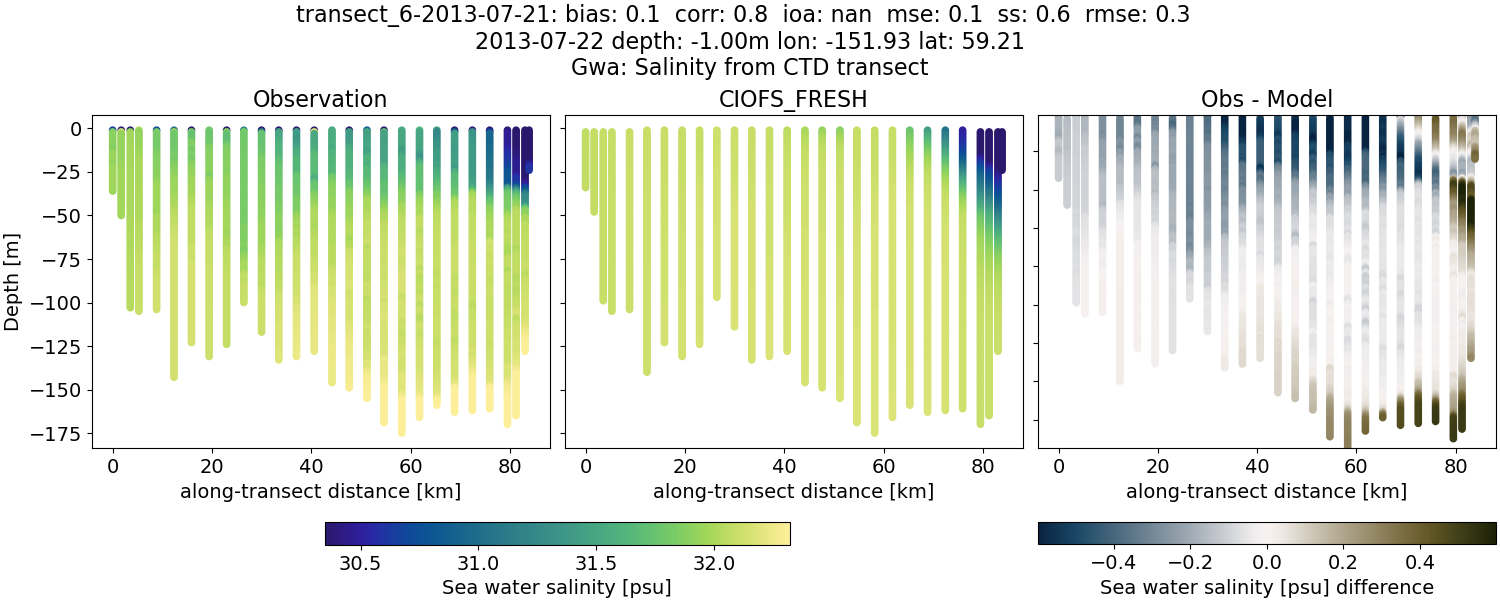 transect_6-2013-07-21: bias: 0.1  corr: 0.8  ioa: nan  mse: 0.1  ss: 0.6  rmse: 0.3
2013-07-22 depth: -1.00m lon: -151.93 lat: 59.21
Gwa: Salinity from CTD transect
Observation
CIOFS_FRESH
Obs - Model
Depth [m]
0
−25
−50
−75
−100
−125
−150
−175
0 20 40 60 80
0 20 40 60 80
0 20 40 60 80
along-transect distance [km]
along-transect distance [km]
along-transect distance [km]
30.5 31.0 31.5 32.0
Sea water salinity [psu]
−0.4 −0.2 0.0 0.2 0.4
Sea water salinity [psu] difference